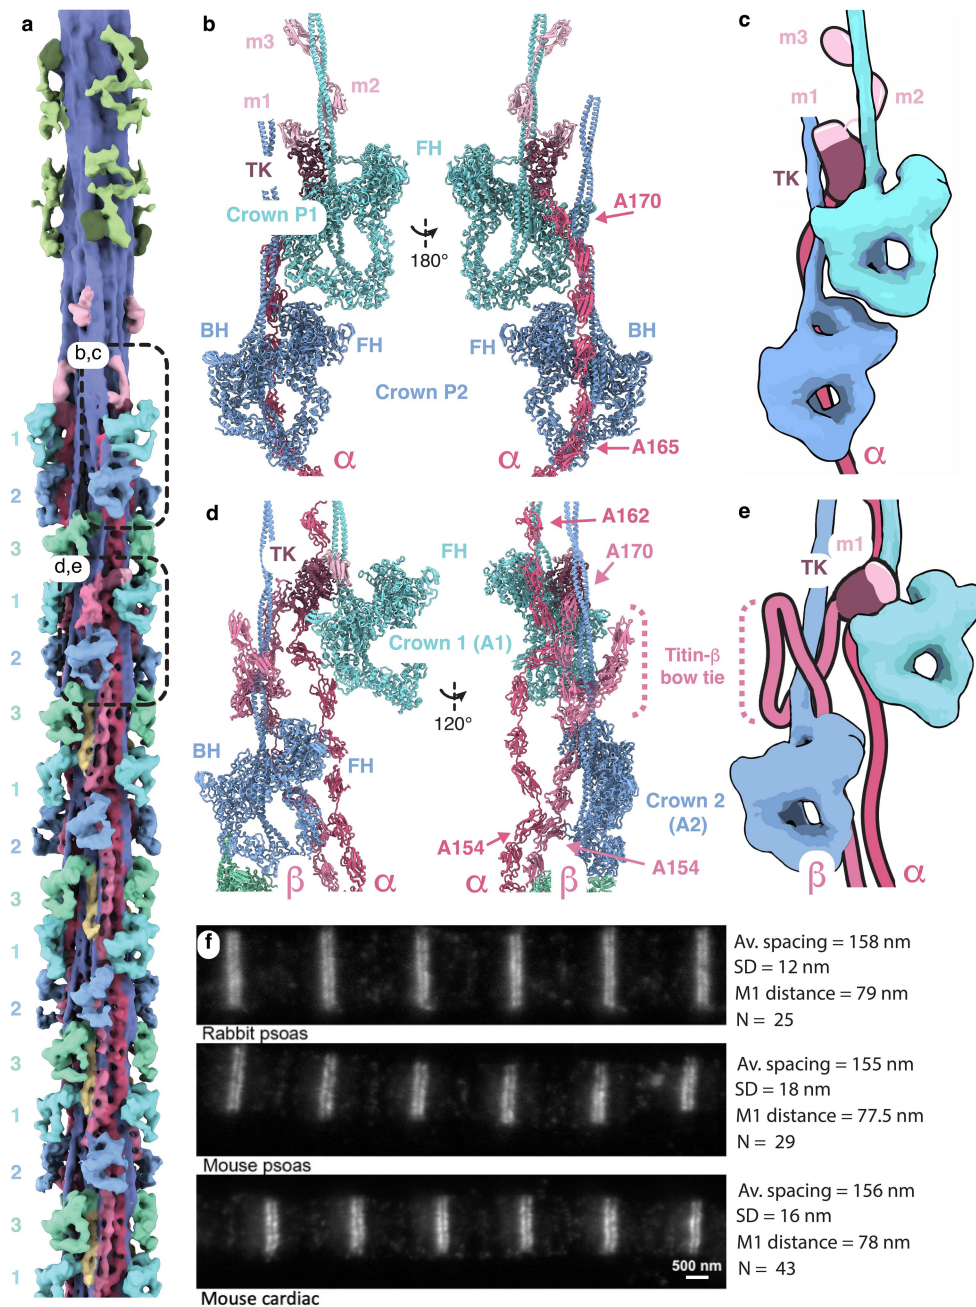 a
b,c
1
2
3
d,e
1
2
3
1
2
3
1
2
3
1
2
3
1
b
m3
m2
m1
TK
FH
Crown P1
A170
180°
BH
FH
FH
BH
Crown P2
A165
α
α
c
m3
m1
m2
TK
α
d
TK
FH
A162
A170
Crown 1 (A1)
Titin-β
bow tie
120°
BH
FH
Crown 2
(A2)
A154
A154
β
α
α
β
e
m1
TK
β
α
f
Rabbit psoas
Av. spacing = 158 nm
SD = 12 nm
M1 distance = 79 nm
N = 25
Mouse psoas
Av. spacing = 155 nm
SD = 18 nm
M1 distance = 77.5 nm
N = 29
500 nm
Mouse cardiac
Av. spacing = 156 nm
SD = 16 nm
M1 distance = 78 nm
N = 43